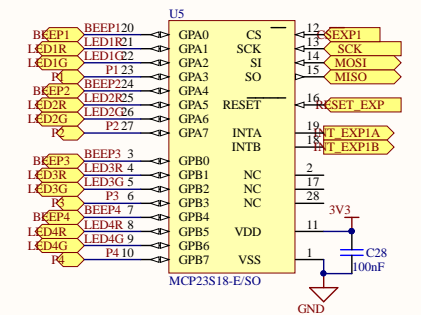 U5
BEEP1 BEEP1 20 GPA0 CS 12 CSEXP1
LED1R LED1R 21 GPA1 SCK 13 SCK
LED1G LED1G 22 GPA2 SI 14 MOSI
P1 P1 23 GPA3 SO 15 MISO
BEEP2 BEEP2 24 GPA4
LED2R LED2R 25 GPA5 RESET 16 RESET_EXP
LED2G LED2G 26 GPA6
P2 P2 27 GPA7 INTA 19 INT_EXP1A
INTB 18 INT_EXP1B
BEEP3 BEEP3 3 GPB0
LED3R LED3R 4 GPB1 NC 2
LED3G LED3G 5 GPB2 NC 17
P3 P3 6 GPB3 NC 28
BEEP4 BEEP4 7 GPB4 3V3
LED4R LED4R 8 GPB5 VDD 11
LED4G LED4G 9 GPB6
P4 P4 10 GPB7 VSS 1 C28
100nF
MCP23S18-E/SO
GND